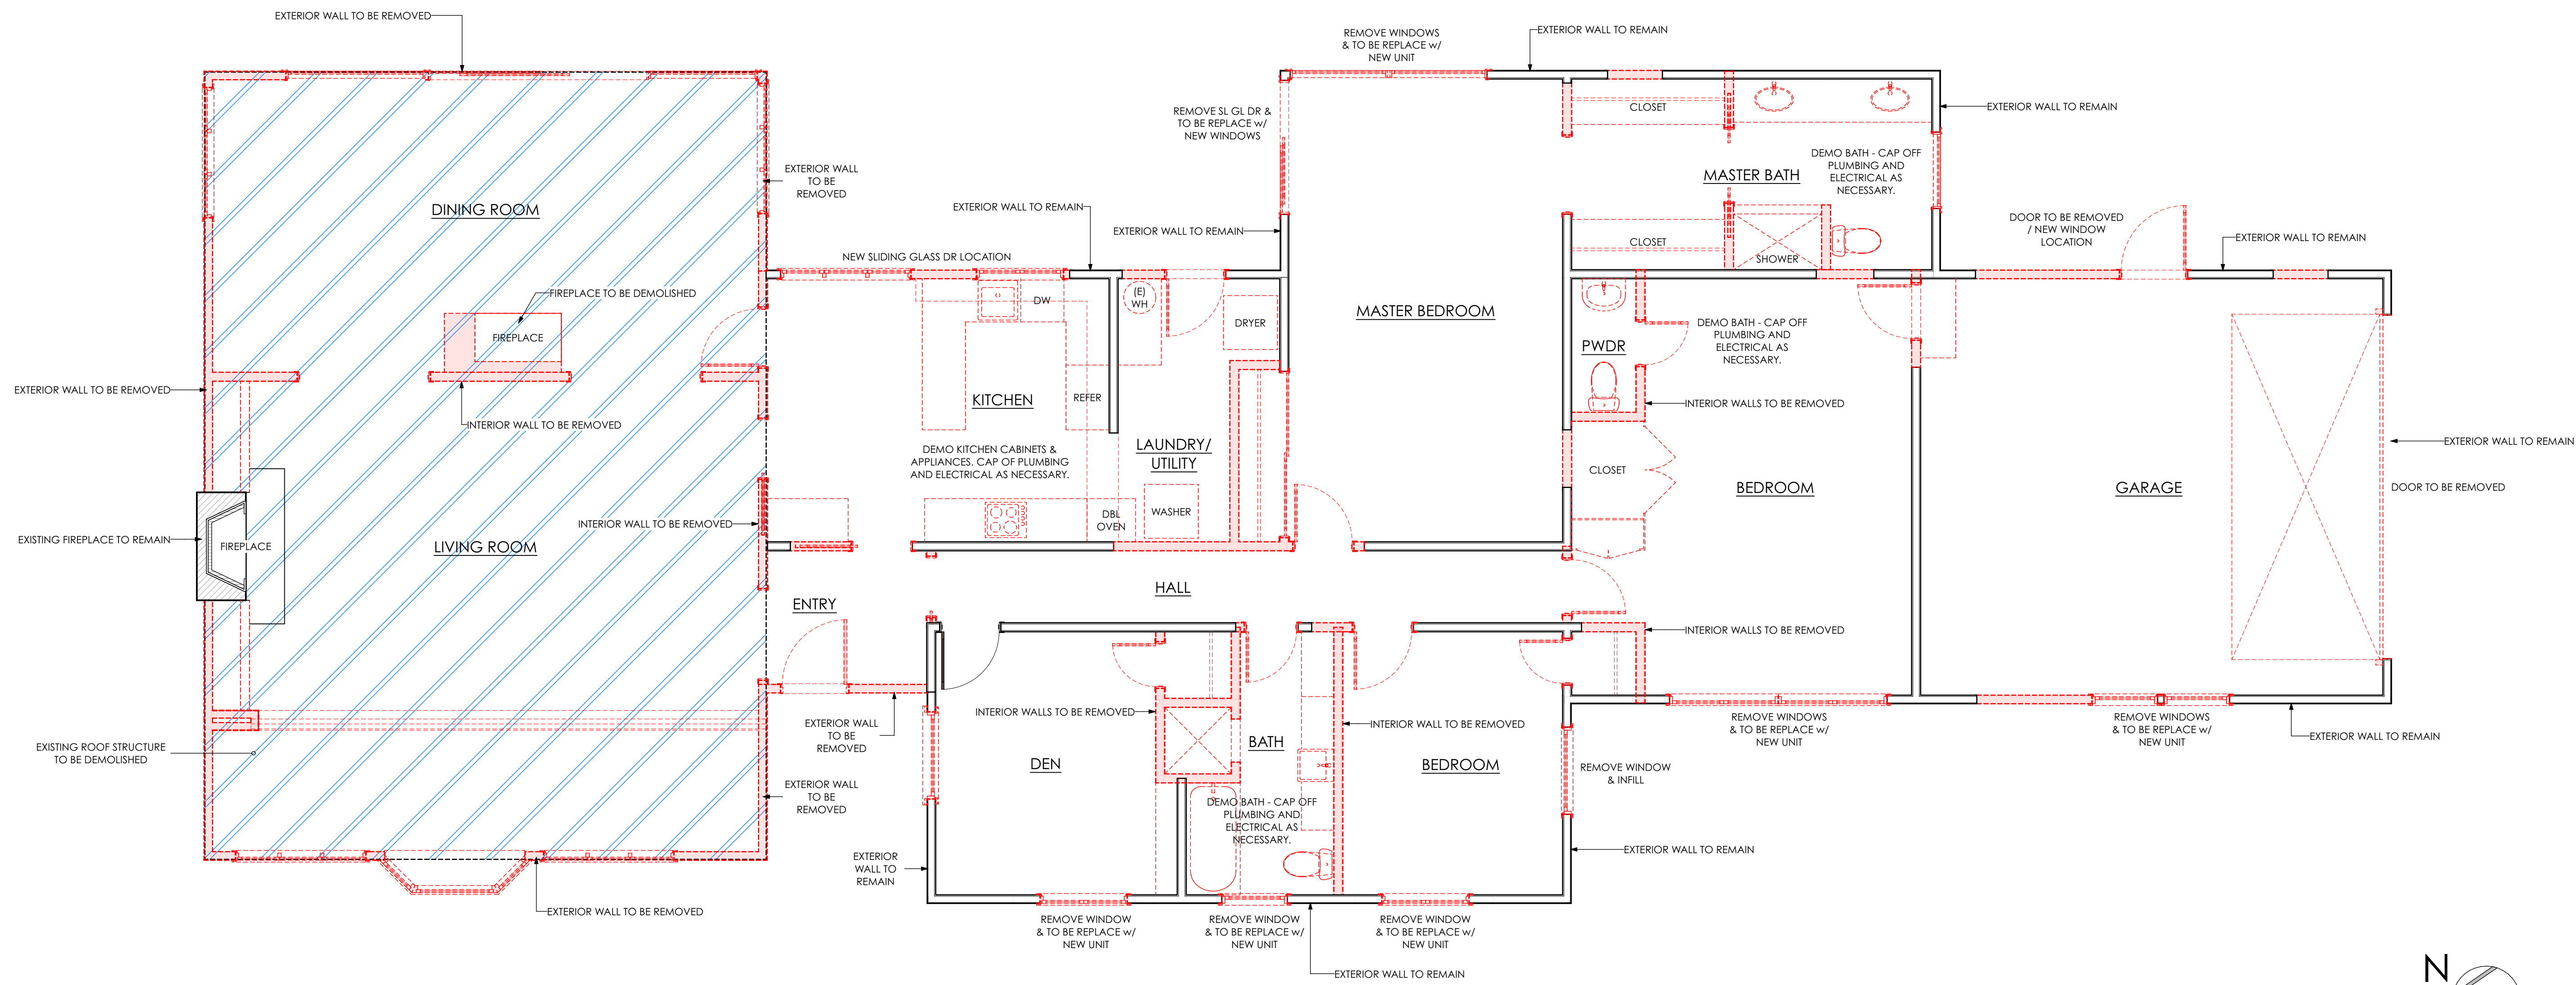 EXTERIOR WALL TO BE REMOVED
REMOVE WINDOWS
& TO BE REPLACE w/
NEW UNIT
EXTERIOR WALL TO REMAIN
REMOVE SL GL DR &
TO BE REPLACE w/
NEW WINDOWS
CLOSET
EXTERIOR WALL TO REMAIN
EXTERIOR WALL
TO BE
REMOVED
DEMO BATH - CAP OFF
PLUMBING AND
ELECTRICAL AS
NECESSARY.
MASTER BATH
DINING ROOM
EXTERIOR WALL TO REMAIN
EXTERIOR WALL TO REMAIN
DOOR TO BE REMOVED
/ NEW WINDOW
LOCATION
EXTERIOR WALL TO REMAIN
CLOSET
SHOWER
NEW SLIDING GLASS DR LOCATION
FIREPLACE TO BE DEMOLISHED
FIREPLACE
DW
(E)
WH
DRYER
MASTER BEDROOM
PWDR
DEMO BATH - CAP OFF
PLUMBING AND
ELECTRICAL AS
NECESSARY.
EXTERIOR WALL TO BE REMOVED
KITCHEN
REFER
INTERIOR WALLS TO BE REMOVED
INTERIOR WALL TO BE REMOVED
DEMO KITCHEN CABINETS &
APPLIANCES. CAP OF PLUMBING
AND ELECTRICAL AS NECESSARY.
LAUNDRY/
UTILITY
EXTERIOR WALL TO REMAIN
CLOSET
BEDROOM
GARAGE
DOOR TO BE REMOVED
INTERIOR WALL TO BE REMOVED
DBL
OVEN
WASHER
EXISTING FIREPLACE TO REMAIN
FIREPLACE
LIVING ROOM
HALL
ENTRY
INTERIOR WALLS TO BE REMOVED
INTERIOR WALLS TO BE REMOVED
INTERIOR WALL TO BE REMOVED
EXTERIOR WALL
TO BE
REMOVED
REMOVE WINDOWS
& TO BE REPLACE w/
NEW UNIT
REMOVE WINDOWS
& TO BE REPLACE w/
NEW UNIT
EXTERIOR WALL TO REMAIN
EXISTING ROOF STRUCTURE
TO BE DEMOLISHED
BATH
DEN
BEDROOM
REMOVE WINDOW
& INFILL
EXTERIOR WALL
TO BE
REMOVED
DEMO BATH - CAP OFF
PLUMBING AND
ELECTRICAL AS
NECESSARY.
EXTERIOR
WALL TO
REMAIN
EXTERIOR WALL TO REMAIN
EXTERIOR WALL TO BE REMOVED
REMOVE WINDOW
& TO BE REPLACE w/
NEW UNIT
REMOVE WINDOW
& TO BE REPLACE w/
NEW UNIT
REMOVE WINDOW
& TO BE REPLACE w/
NEW UNIT
EXTERIOR WALL TO REMAIN
N